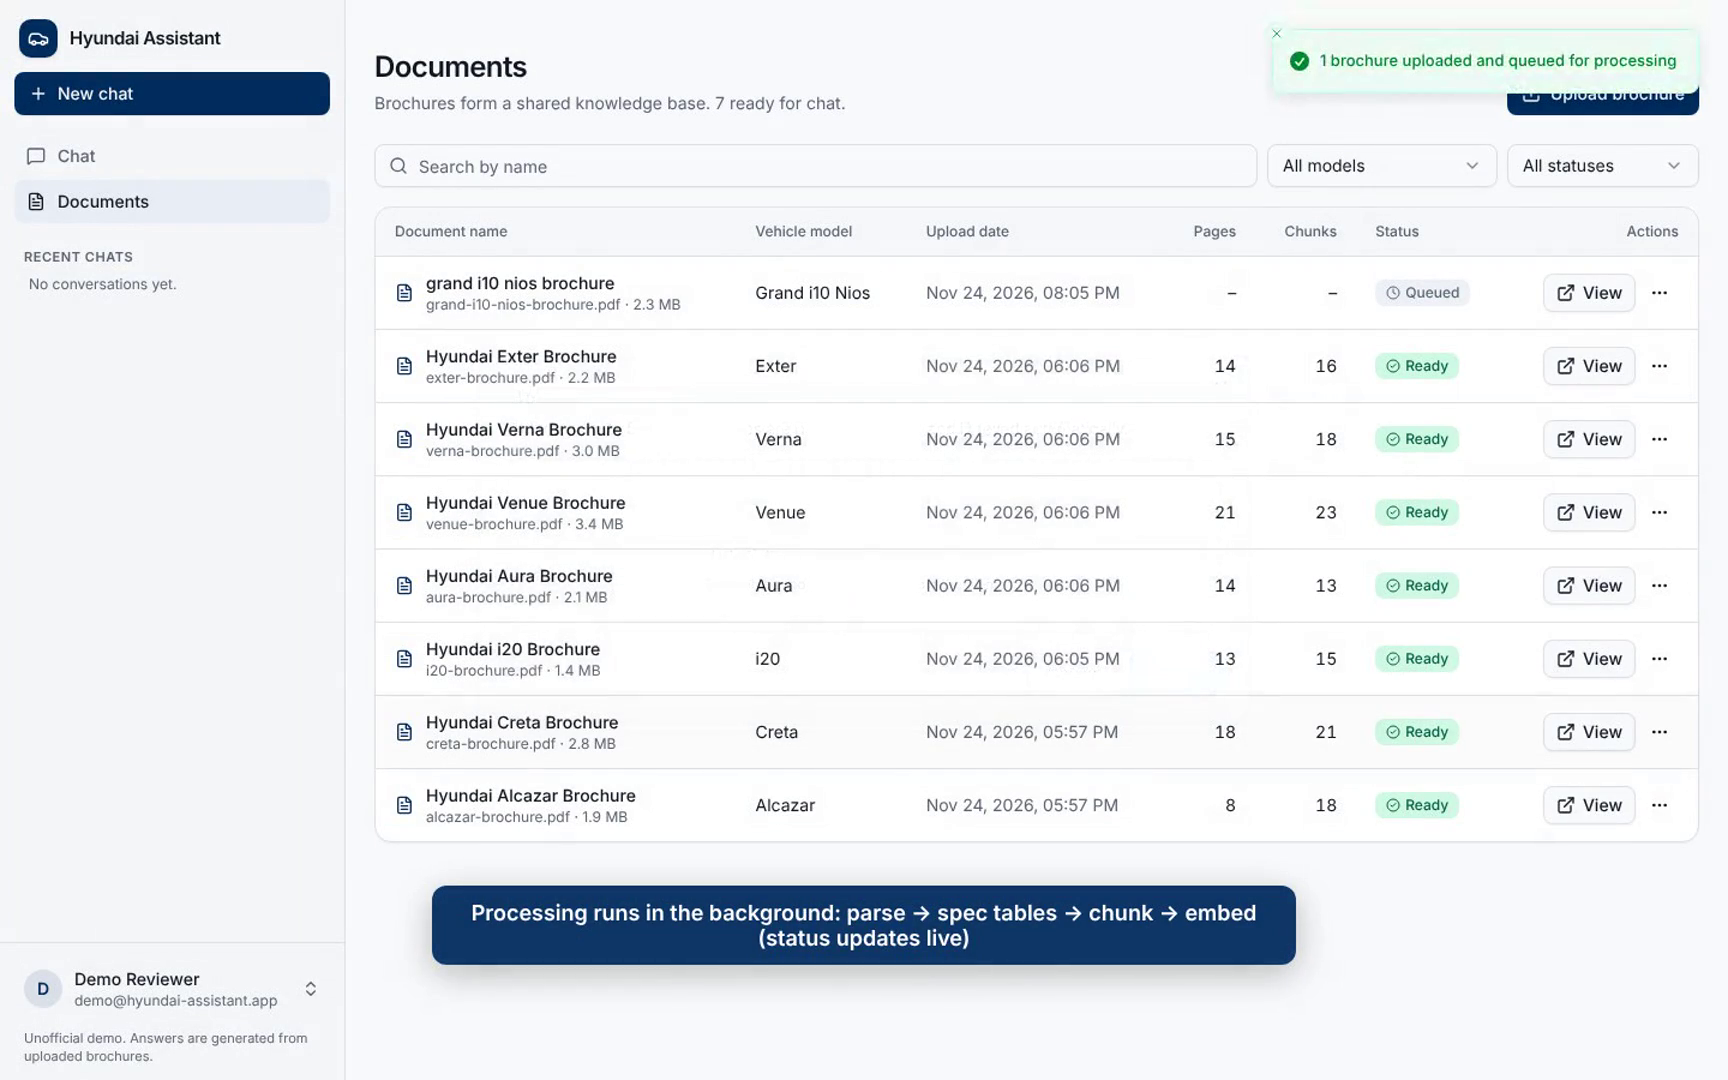 Hyundai Assistant
New chat
Chat
Documents
RECENT CHATS
No conversations yet.
Demo Reviewer
demo@hyundai-assistant.app
Unofficial demo. Answers are generated from
uploaded brochures.
Documents
Brochures form a shared knowledge base. 7 ready for chat.
1 brochure uploaded and queued for processing
Upload brochure
Search by name
All models
All statuses
Document name Vehicle model Upload date Pages Chunks Status Actions
grand i10 nios brochure
grand-i10-nios-brochure.pdf · 2.3 MB
Grand i10 Nios Nov 24, 2026, 08:05 PM – – Queued View
Hyundai Exter Brochure
exter-brochure.pdf · 2.2 MB
Exter Nov 24, 2026, 06:06 PM 14 16 Ready View
Hyundai Verna Brochure
verna-brochure.pdf · 3.0 MB
Verna Nov 24, 2026, 06:06 PM 15 18 Ready View
Hyundai Venue Brochure
venue-brochure.pdf · 3.4 MB
Venue Nov 24, 2026, 06:06 PM 21 23 Ready View
Hyundai Aura Brochure
aura-brochure.pdf · 2.1 MB
Aura Nov 24, 2026, 06:06 PM 14 13 Ready View
Hyundai i20 Brochure
i20-brochure.pdf · 1.4 MB
i20 Nov 24, 2026, 06:05 PM 13 15 Ready View
Hyundai Creta Brochure
creta-brochure.pdf · 2.8 MB
Creta Nov 24, 2026, 05:57 PM 18 21 Ready View
Hyundai Alcazar Brochure
alcazar-brochure.pdf · 1.9 MB
Alcazar Nov 24, 2026, 05:57 PM 8 18 Ready View
Processing runs in the background: parse → spec tables → chunk → embed
(status updates live)
D